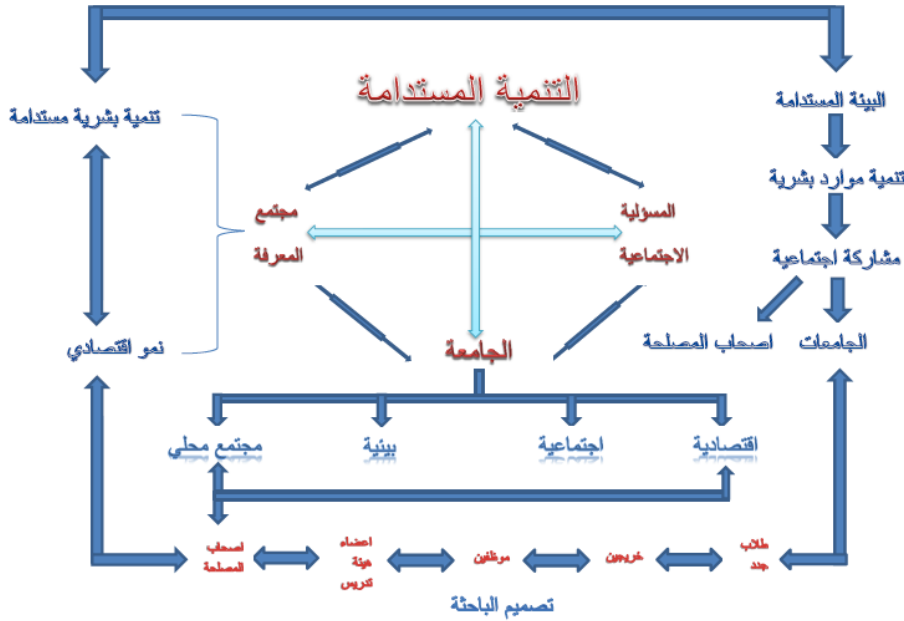 التنمية المستدامة
البيئة المستدامة
تنمية بشرية مستدامة
تنمية موارد بشرية
المسؤلية
الاجتماعية
مجتمع
المعرفة
مشاركة اجتماعية
الجامعات
اصحاب المصلحة
الجامعة
نمو اقتصادي
اقتصادية
اجتماعية
بيئية
مجتمع محلي
طلاب
جدد
خريجين
موظفين
اعضاء
هيئة
تدريس
اصحاب
المصلحة
تصميم الباحثة